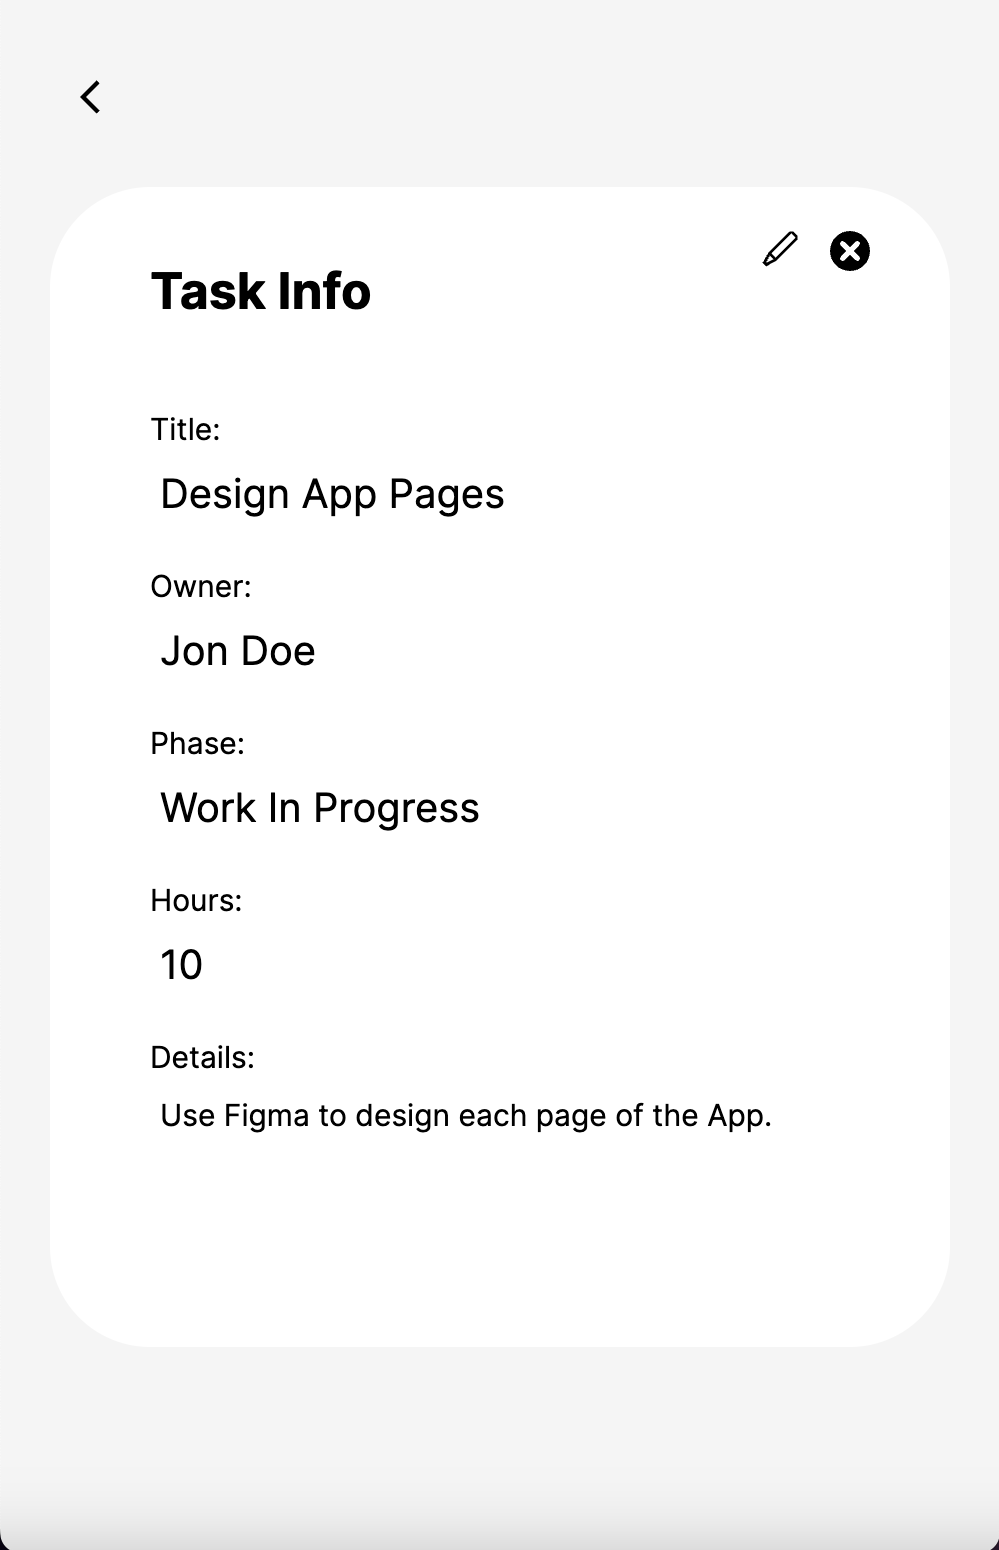 Task Info
Title:
Design App Pages
Owner:
Jon Doe
Phase:
Work In Progress
Hours:
10
Details:
Use Figma to design each page of the App.